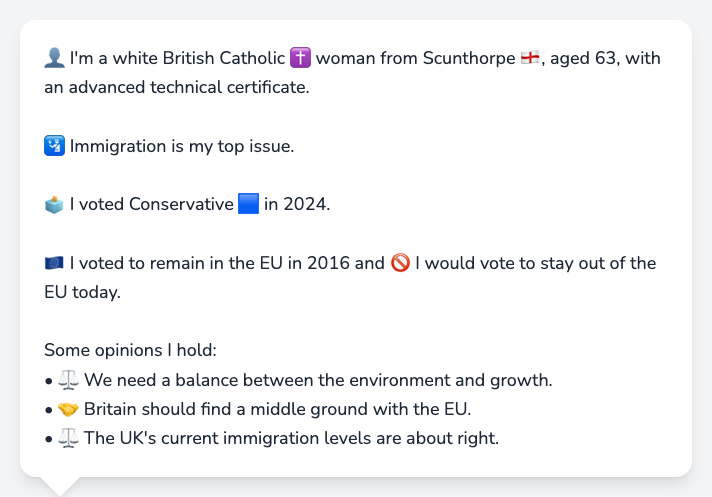 👤 I'm a white British Catholic ✝️ woman from Scunthorpe 🏴󠁧󠁢󠁥󠁮󠁧󠁿, aged 63, with
an advanced technical certificate.
🛂 Immigration is my top issue.
🗳️ I voted Conservative 🟦 in 2024.
🇪🇺 I voted to remain in the EU in 2016 and 🚫 I would vote to stay out of the
EU today.
Some opinions I hold:
• ⚖️ We need a balance between the environment and growth.
• 🤝 Britain should find a middle ground with the EU.
• ⚖️ The UK's current immigration levels are about right.